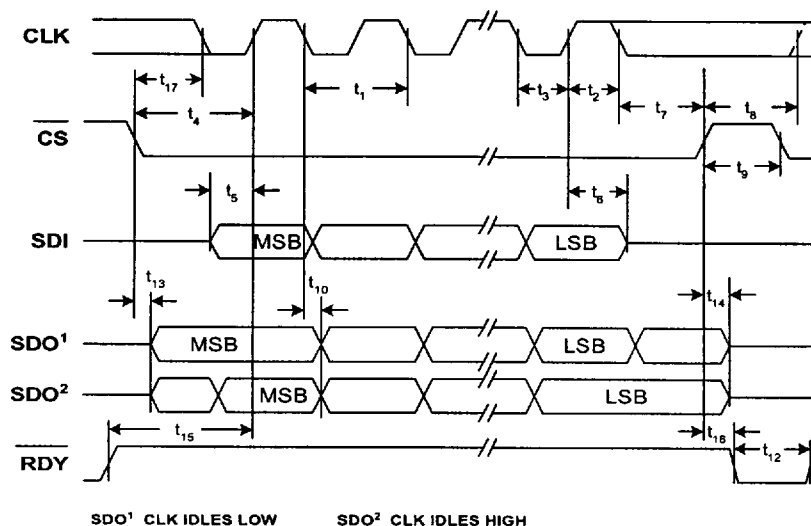 CLK
t17
t1
t3
t2
t4
t7
t8
CS
t9
t5
t6
SDI
MSB
LSB
t13
t10
t14
SDO¹
MSB
LSB
SDO²
MSB
LSB
t15
t16
t12
RDY
SDO¹ CLK IDLES LOW
SDO² CLK IDLES HIGH